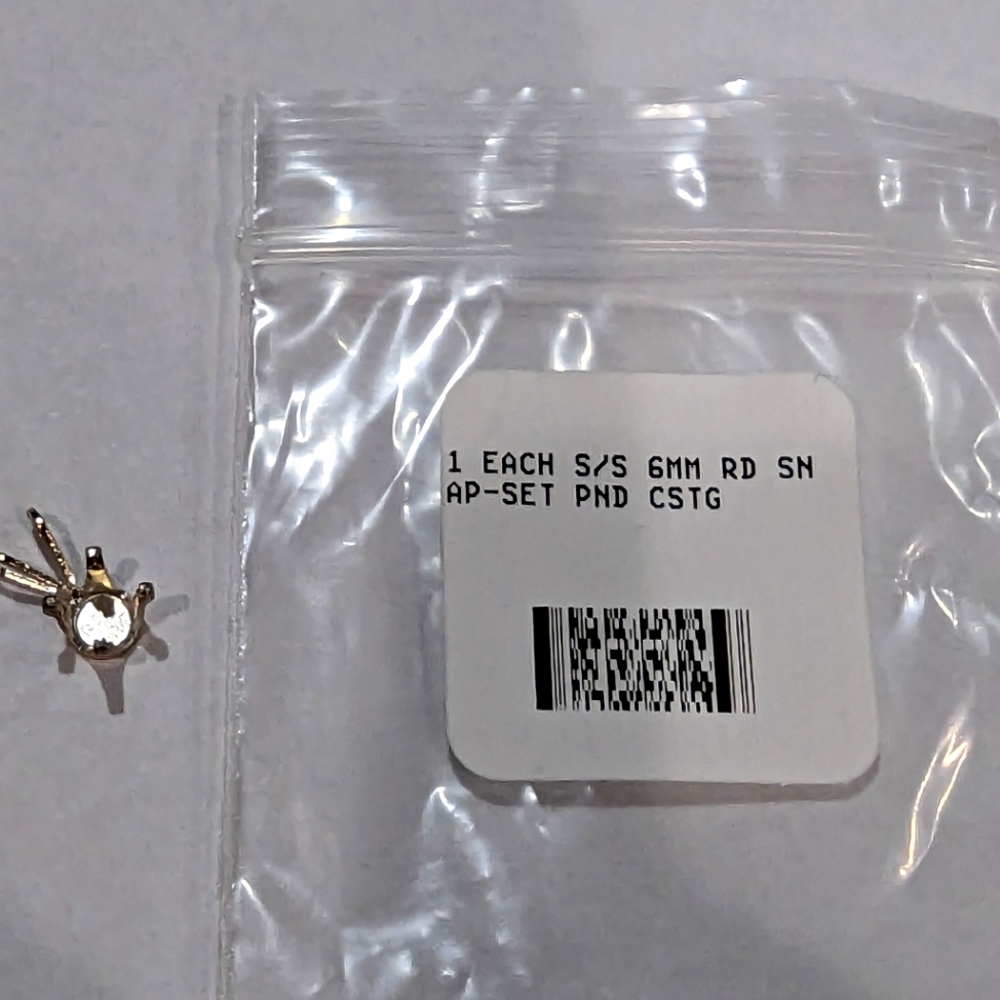 1 EACH S/S 6MM RD SN
AP-SET PND CSTG